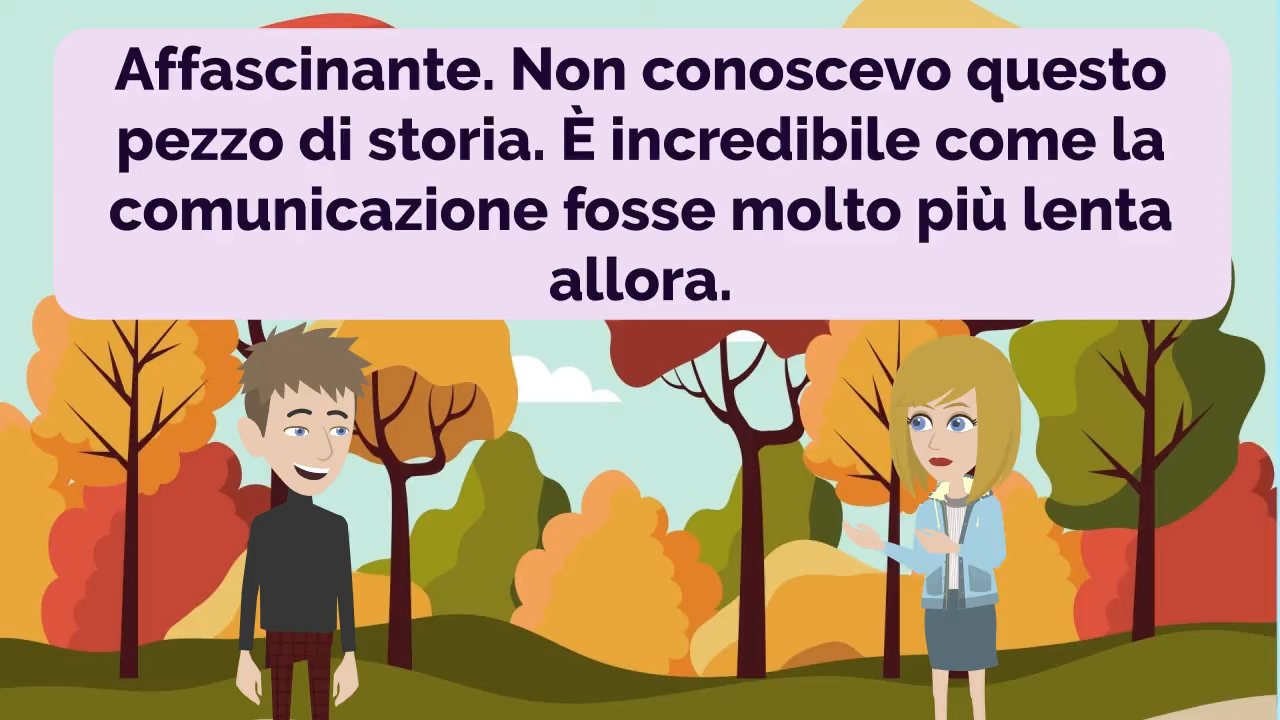 Affascinante. Non conoscevo questo
pezzo di storia. È incredibile come la
comunicazione fosse molto più lenta
allora.